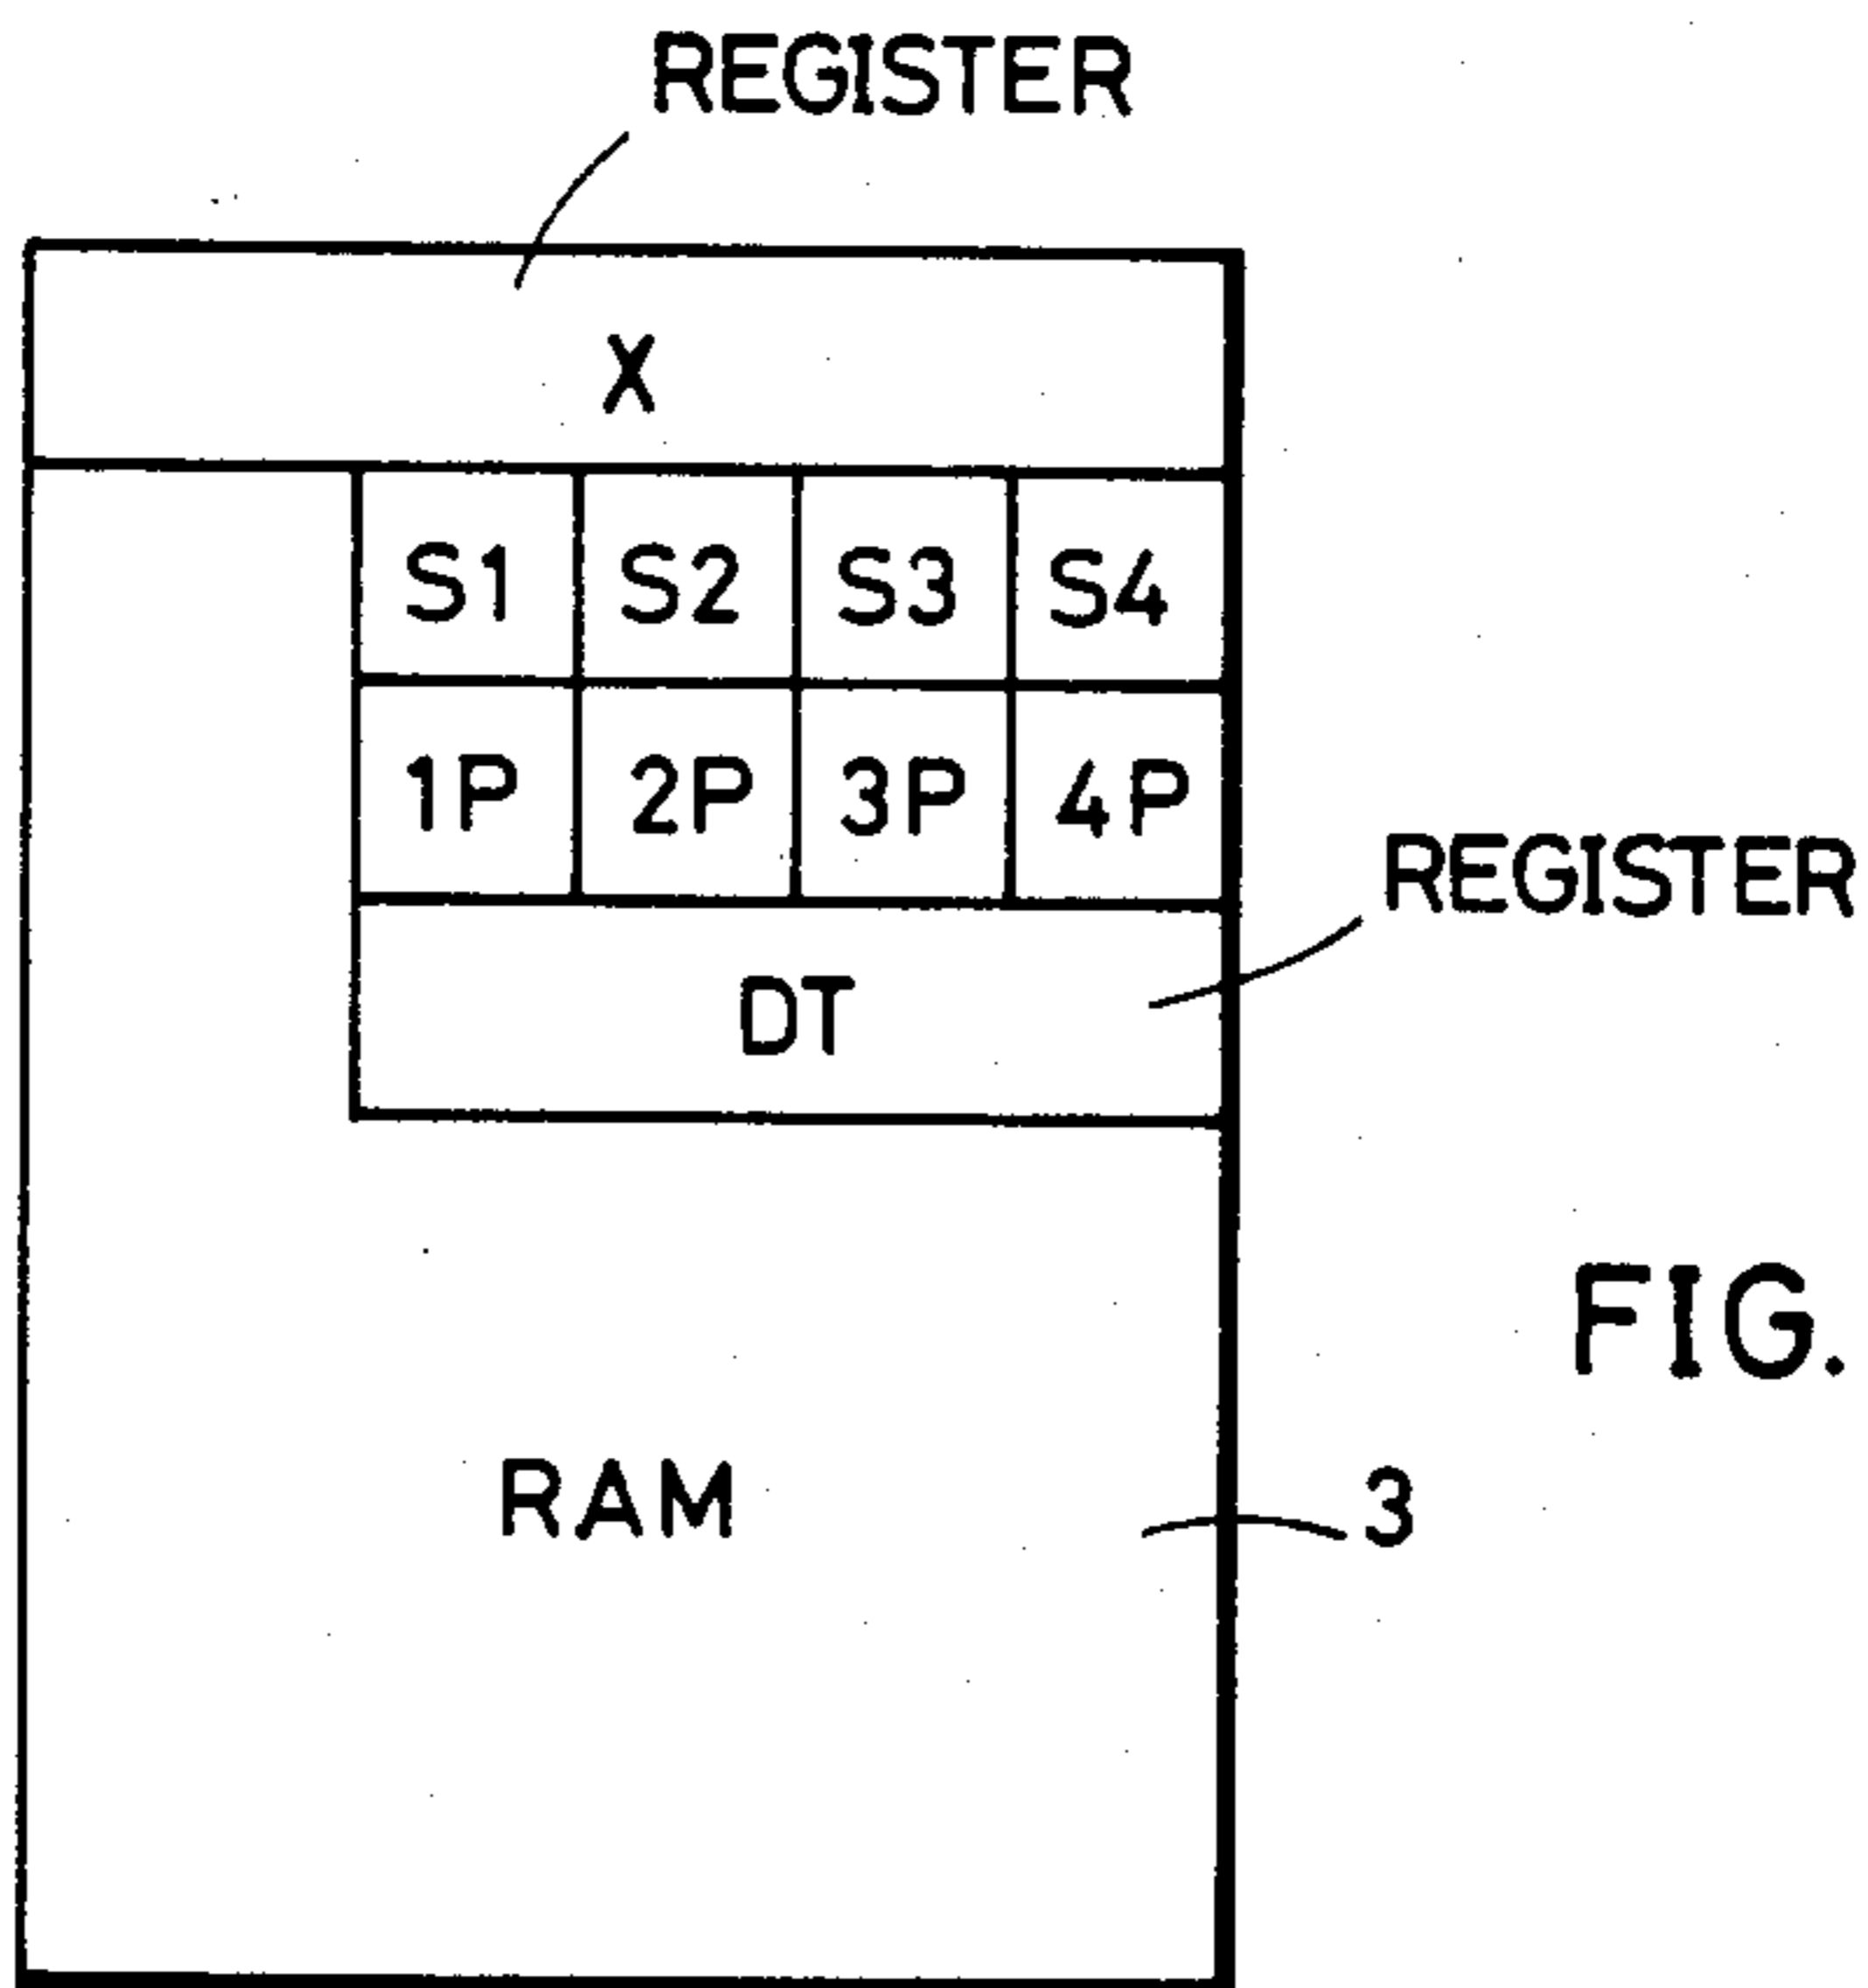 REGISTER
X
S1 S2 S3 S4
1P 2P 3P 4P
REGISTER
DT
FIG.
RAM
3